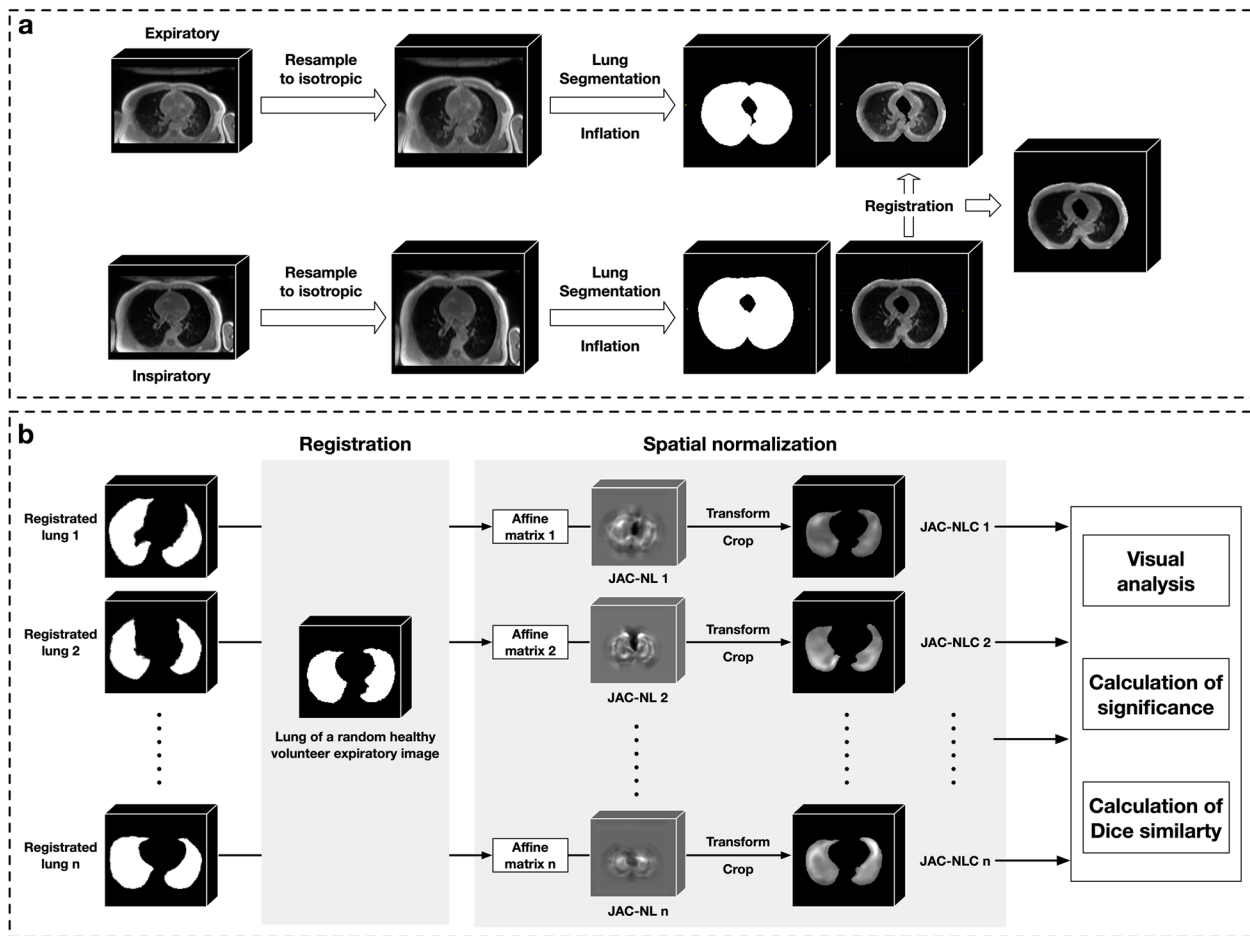 a
Expiratory
Resample
to isotropic
Lung
Segmentation
Inflation
Registration
Resample
to isotropic
Lung
Segmentation
Inflation
Inspiratory
b
Registration
Spatial normalization
Registrated
lung 1
Affine
matrix 1
JAC-NL 1
Transform
Crop
JAC-NLC 1
Registrated
lung 2
Affine
matrix 2
JAC-NL 2
Transform
Crop
JAC-NLC 2
Lung of a random healthy
volunteer expiratory image
Registrated
lung n
Affine
matrix n
JAC-NL n
Transform
Crop
JAC-NLC n
Visual
analysis
Calculation of
significance
Calculation of
Dice similarty